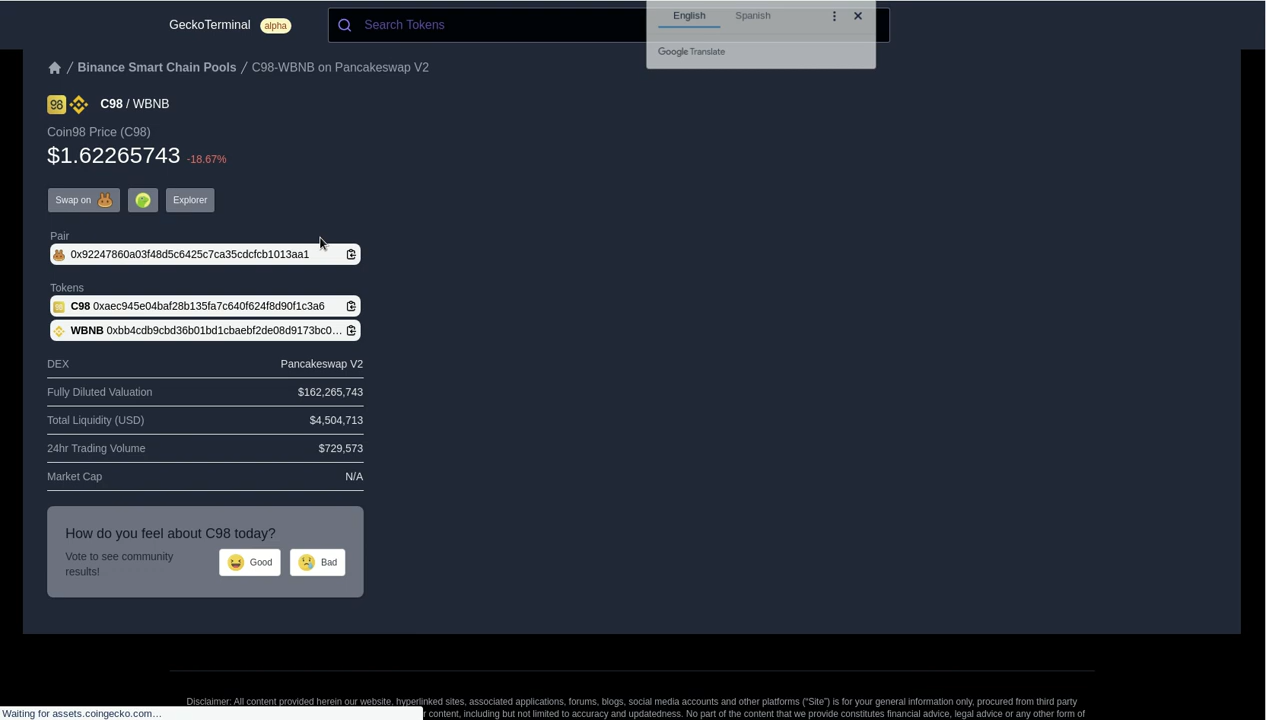 GeckoTerminal alpha
Search Tokens
English Spanish
Google Translate
/ Binance Smart Chain Pools / C98-WBNB on Pancakeswap V2
98 C98 / WBNB
Coin98 Price (C98)
$1.62265743 -18.67%
Swap on Explorer
Pair
0x92247860a03f48d5c6425c7ca35cdcfcb1013aa1
Tokens
C98 0xaec945e04baf28b135fa7c640f624f8d90f1c3a6
WBNB 0xbb4cdb9cbd36b01bd1cbaebf2de08d9173bc0...
DEX Pancakeswap V2
Fully Diluted Valuation $162,265,743
Total Liquidity (USD) $4,504,713
24hr Trading Volume $729,573
Market Cap N/A
How do you feel about C98 today?
Vote to see community
results!
Good
Bad
Disclaimer: All content provided herein our website, hyperlinked sites, associated applications, forums, blogs, social media accounts and other platforms (“Site”) is for your general information only, procured from third party
content, including but not limited to accuracy and updatedness. No part of the content that we provide constitutes financial advice, legal advice or any other form of
Waiting for assets.coingecko.com...